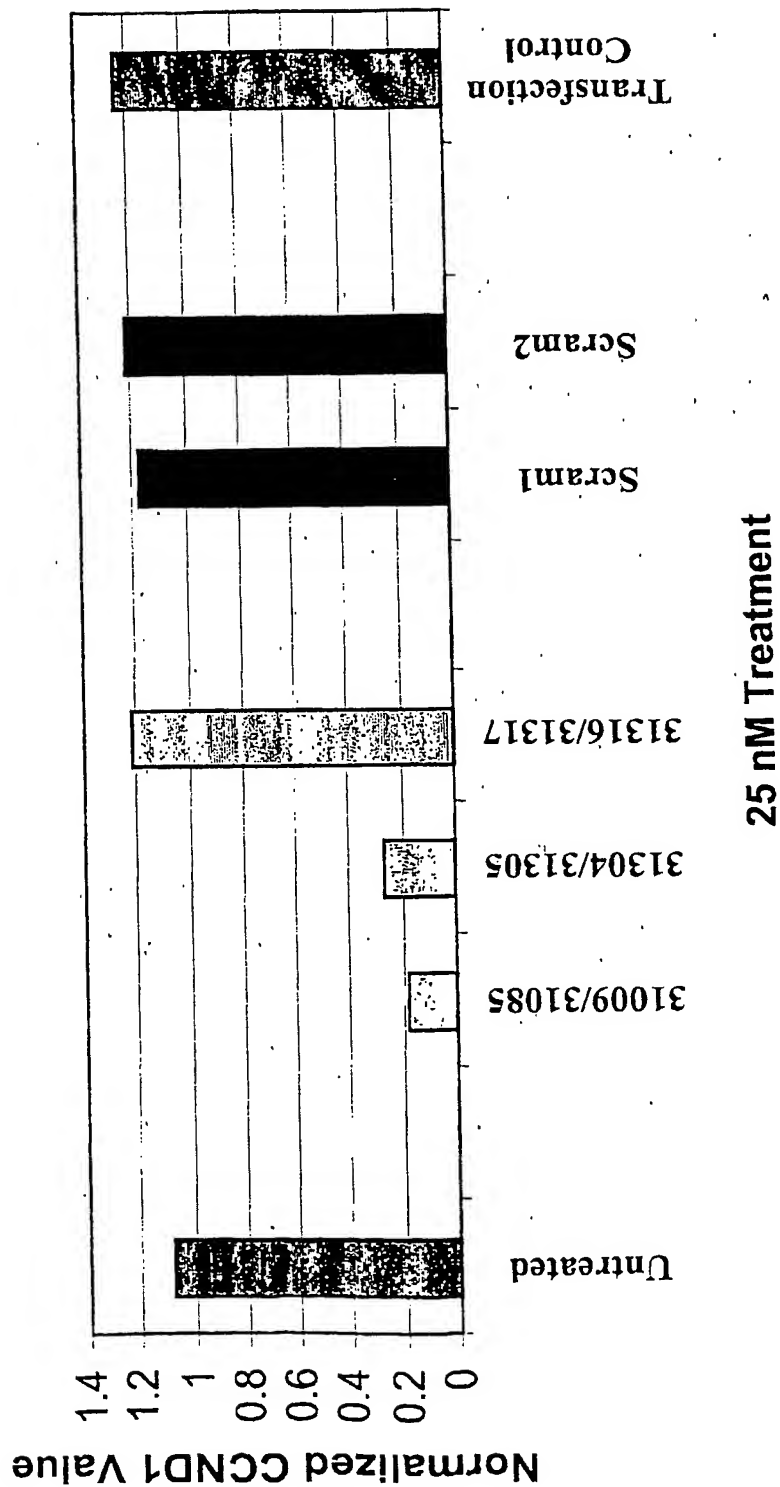 Normalized CCND1 Value
1.4
1.2
1
0.8
0.6
0.4
0.2
0
Untreated
31009/31085
31304/31305
31316/31317
Scram1
Scram2
Transfection
Control
25 nM Treatment